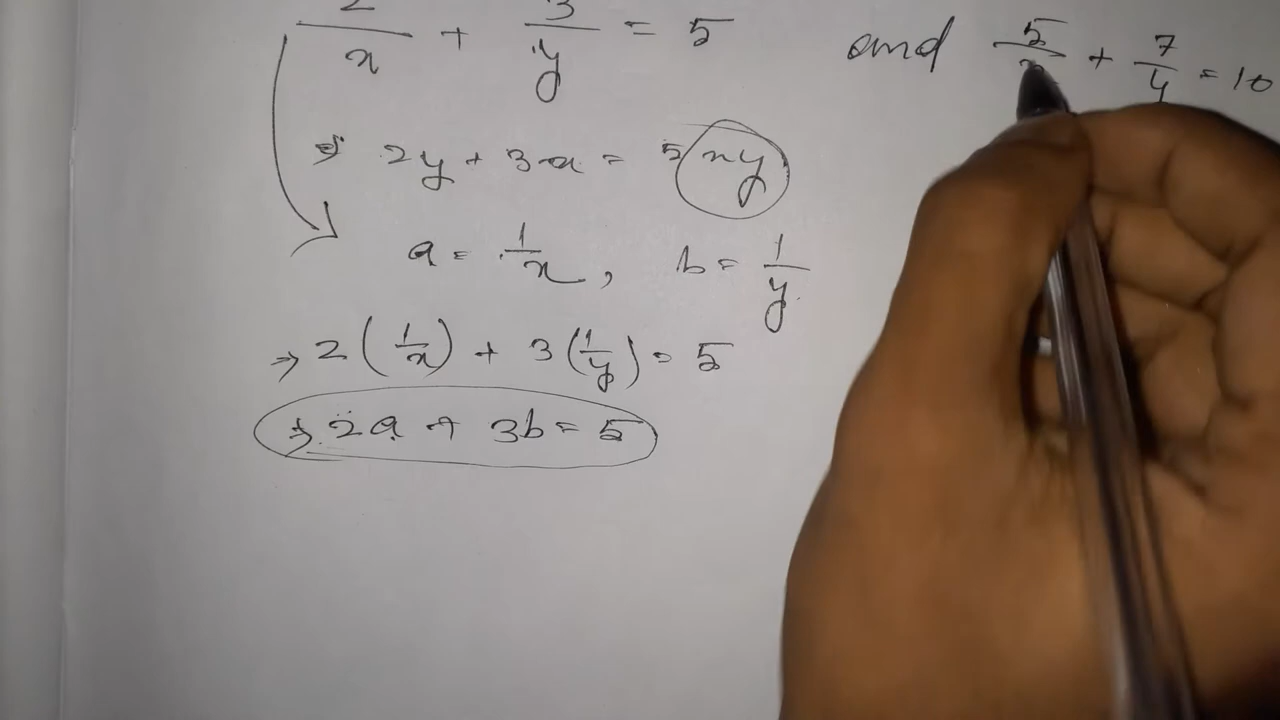 2/x + 3/y = 5 and 5/x + 7/y = 10
⇒ 2y + 3x = 5xy
a = 1/x, b = 1/y
⇒ 2(1/x) + 3(1/y) = 5
⇒ 2a + 3b = 5